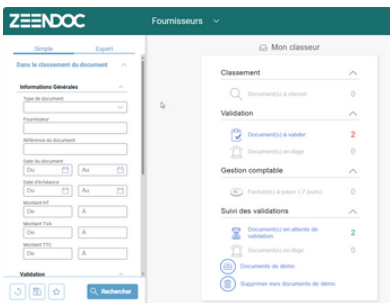 ZEENDOC
Fournisseurs
Simple
Expert
Dans le classement du document
Informations Générales
Type de document
Fournisseur
Référence du document
Date du document
Du
Au
Date d'échéance
Du
Au
Montant HT
De
A
Montant TVA
De
A
Montant TTC
De
A
Validation
Rechercher
Mon classeur
Classement
Document(s) à classer 0
Validation
Document(s) à valider 2
Document(s) en litige 0
Gestion comptable
Facture(s) à payer (-7 jours) 0
Suivi des validations
Document(s) en attente de
validation 2
Document(s) en litige 0
Documents de démo
Supprimer mes documents de démo